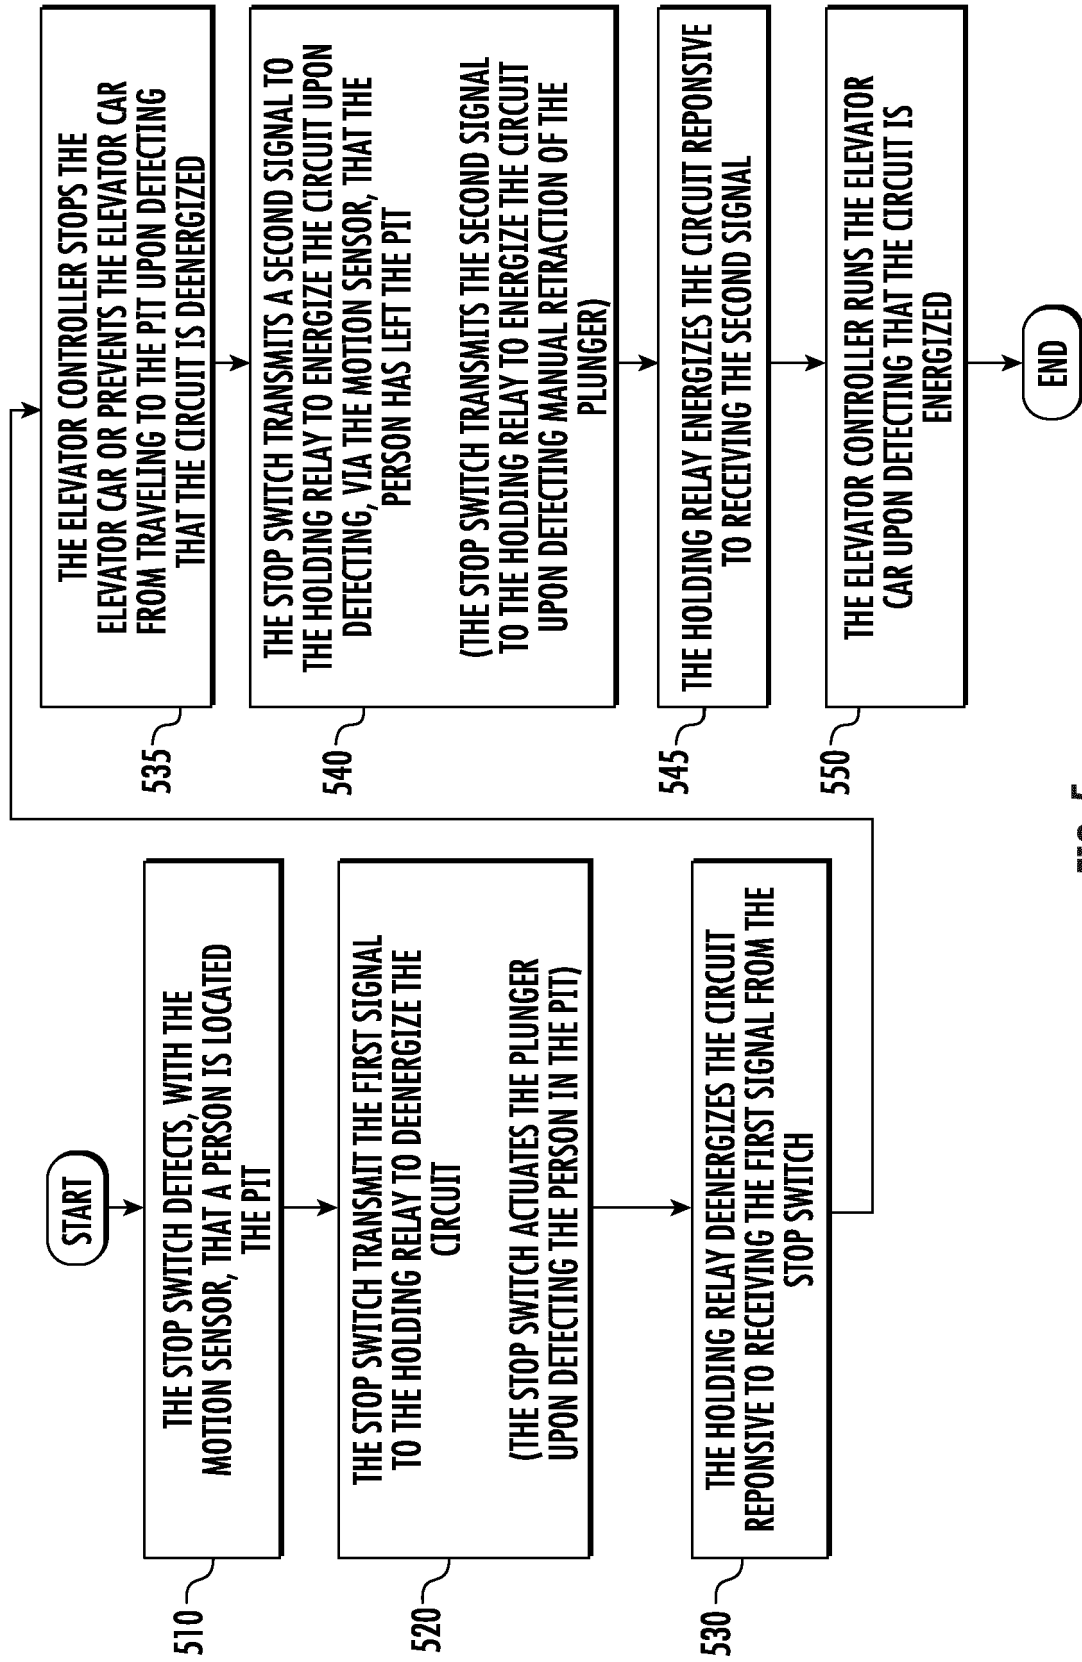 START
THE STOP SWITCH DETECTS, WITH THE
MOTION SENSOR, THAT A PERSON IS LOCATED
THE PIT
510
THE STOP SWITCH TRANSMIT THE FIRST SIGNAL
TO THE HOLDING RELAY TO DEENERGIZE THE
CIRCUIT
(THE STOP SWITCH ACTUATES THE PLUNGER
UPON DETECTING THE PERSON IN THE PIT)
520
THE HOLDING RELAY DEENERGIZES THE CIRCUIT
REPONSIVE TO RECEIVING THE FIRST SIGNAL FROM THE
STOP SWITCH
530
THE ELEVATOR CONTROLLER STOPS THE
ELEVATOR CAR OR PREVENTS THE ELEVATOR CAR
FROM TRAVELING TO THE PIT UPON DETECTING
THAT THE CIRCUIT IS DEENERGIZED
535
THE STOP SWITCH TRANSMITS A SECOND SIGNAL TO
THE HOLDING RELAY TO ENERGIZE THE CIRCUIT UPON
DETECTING, VIA THE MOTION SENSOR, THAT THE
PERSON HAS LEFT THE PIT
(THE STOP SWITCH TRANSMITS THE SECOND SIGNAL
TO THE HOLDING RELAY TO ENERGIZE THE CIRCUIT
UPON DETECTING MANUAL RETRACTION OF THE
PLUNGER)
540
THE HOLDING RELAY ENERGIZES THE CIRCUIT REPONSIVE
TO RECEIVING THE SECOND SIGNAL
545
THE ELEVATOR CONTROLLER RUNS THE ELEVATOR
CAR UPON DETECTING THAT THE CIRCUIT IS
ENERGIZED
550
END